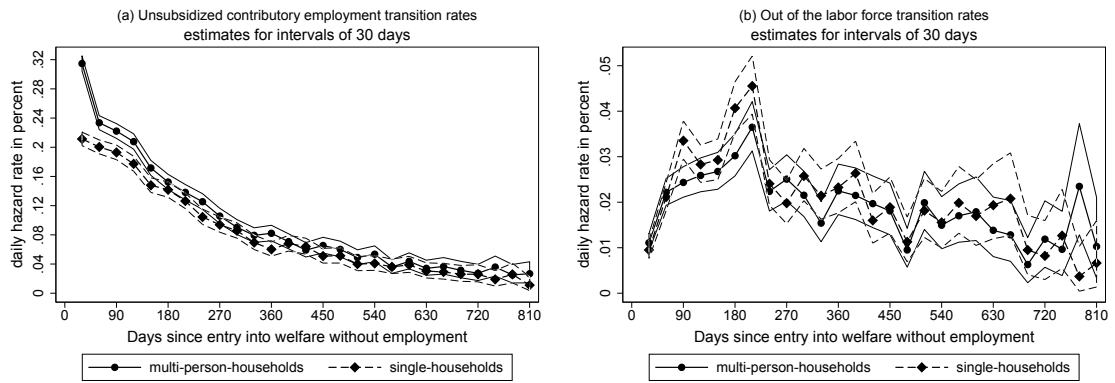 (a) Unsubsidized contributory employment transition rates
estimates for intervals of 30 days
daily hazard rate in percent
.32
.28
.24
.2
.16
.12
.08
.04
0
0 90 180 270 360 450 540 630 720 810
Days since entry into welfare without employment
multi-person-households single-households
(b) Out of the labor force transition rates
estimates for intervals of 30 days
daily hazard rate in percent
.05
.04
.03
.02
.01
0
0 90 180 270 360 450 540 630 720 810
Days since entry into welfare without employment
multi-person-households single-households